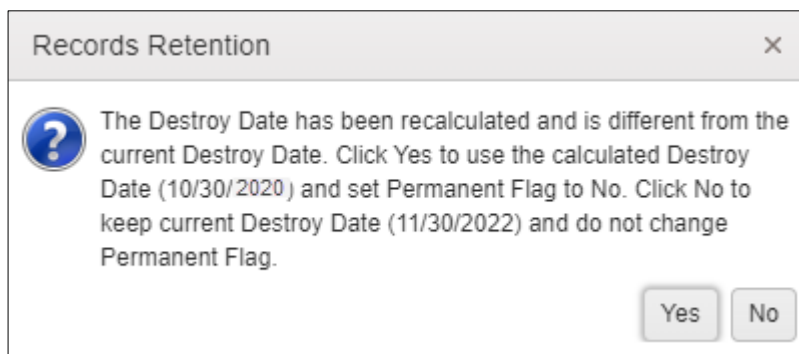 Records Retention ×
The Destroy Date has been recalculated and is different from the
current Destroy Date. Click Yes to use the calculated Destroy
Date (10/30/2020) and set Permanent Flag to No. Click No to
keep current Destroy Date (11/30/2022) and do not change
Permanent Flag.
Yes No